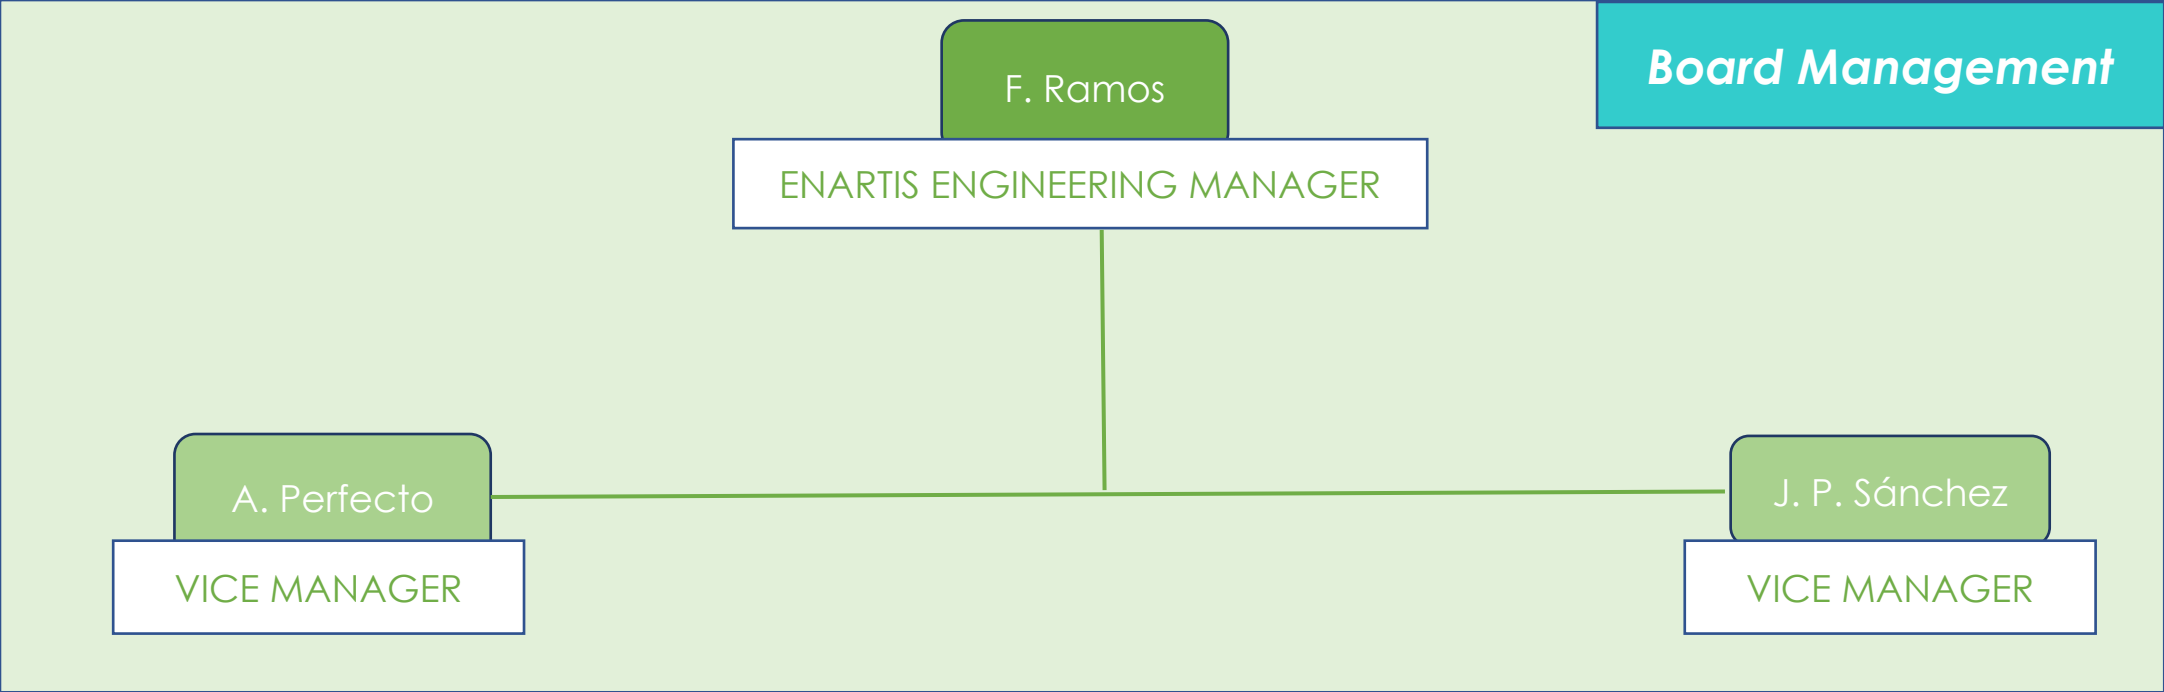 Board Management
F. Ramos
ENARTIS ENGINEERING MANAGER
A. Perfecto
VICE MANAGER
J. P. Sánchez
VICE MANAGER